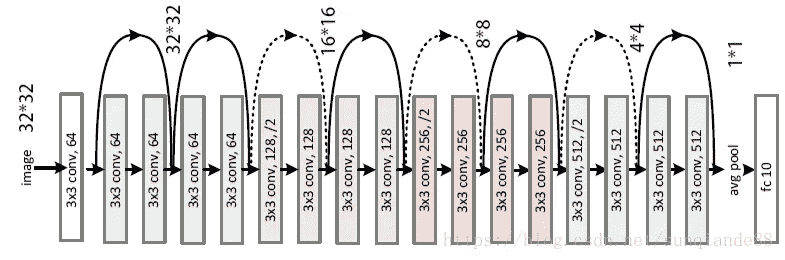 image
32*32
3x3 conv, 64
3x3 conv, 64
3x3 conv, 64
32*32
3x3 conv, 64
3x3 conv, 64
3x3 conv, 128, /2
3x3 conv, 128
16*16
3x3 conv, 128
3x3 conv, 128
3x3 conv, 256, /2
3x3 conv, 256
8*8
3x3 conv, 256
3x3 conv, 256
3x3 conv, 512, /2
3x3 conv, 512
4*4
3x3 conv, 512
3x3 conv, 512
1*1
avg pool
fc 10
https://blog.csdn.net/sunqiande88